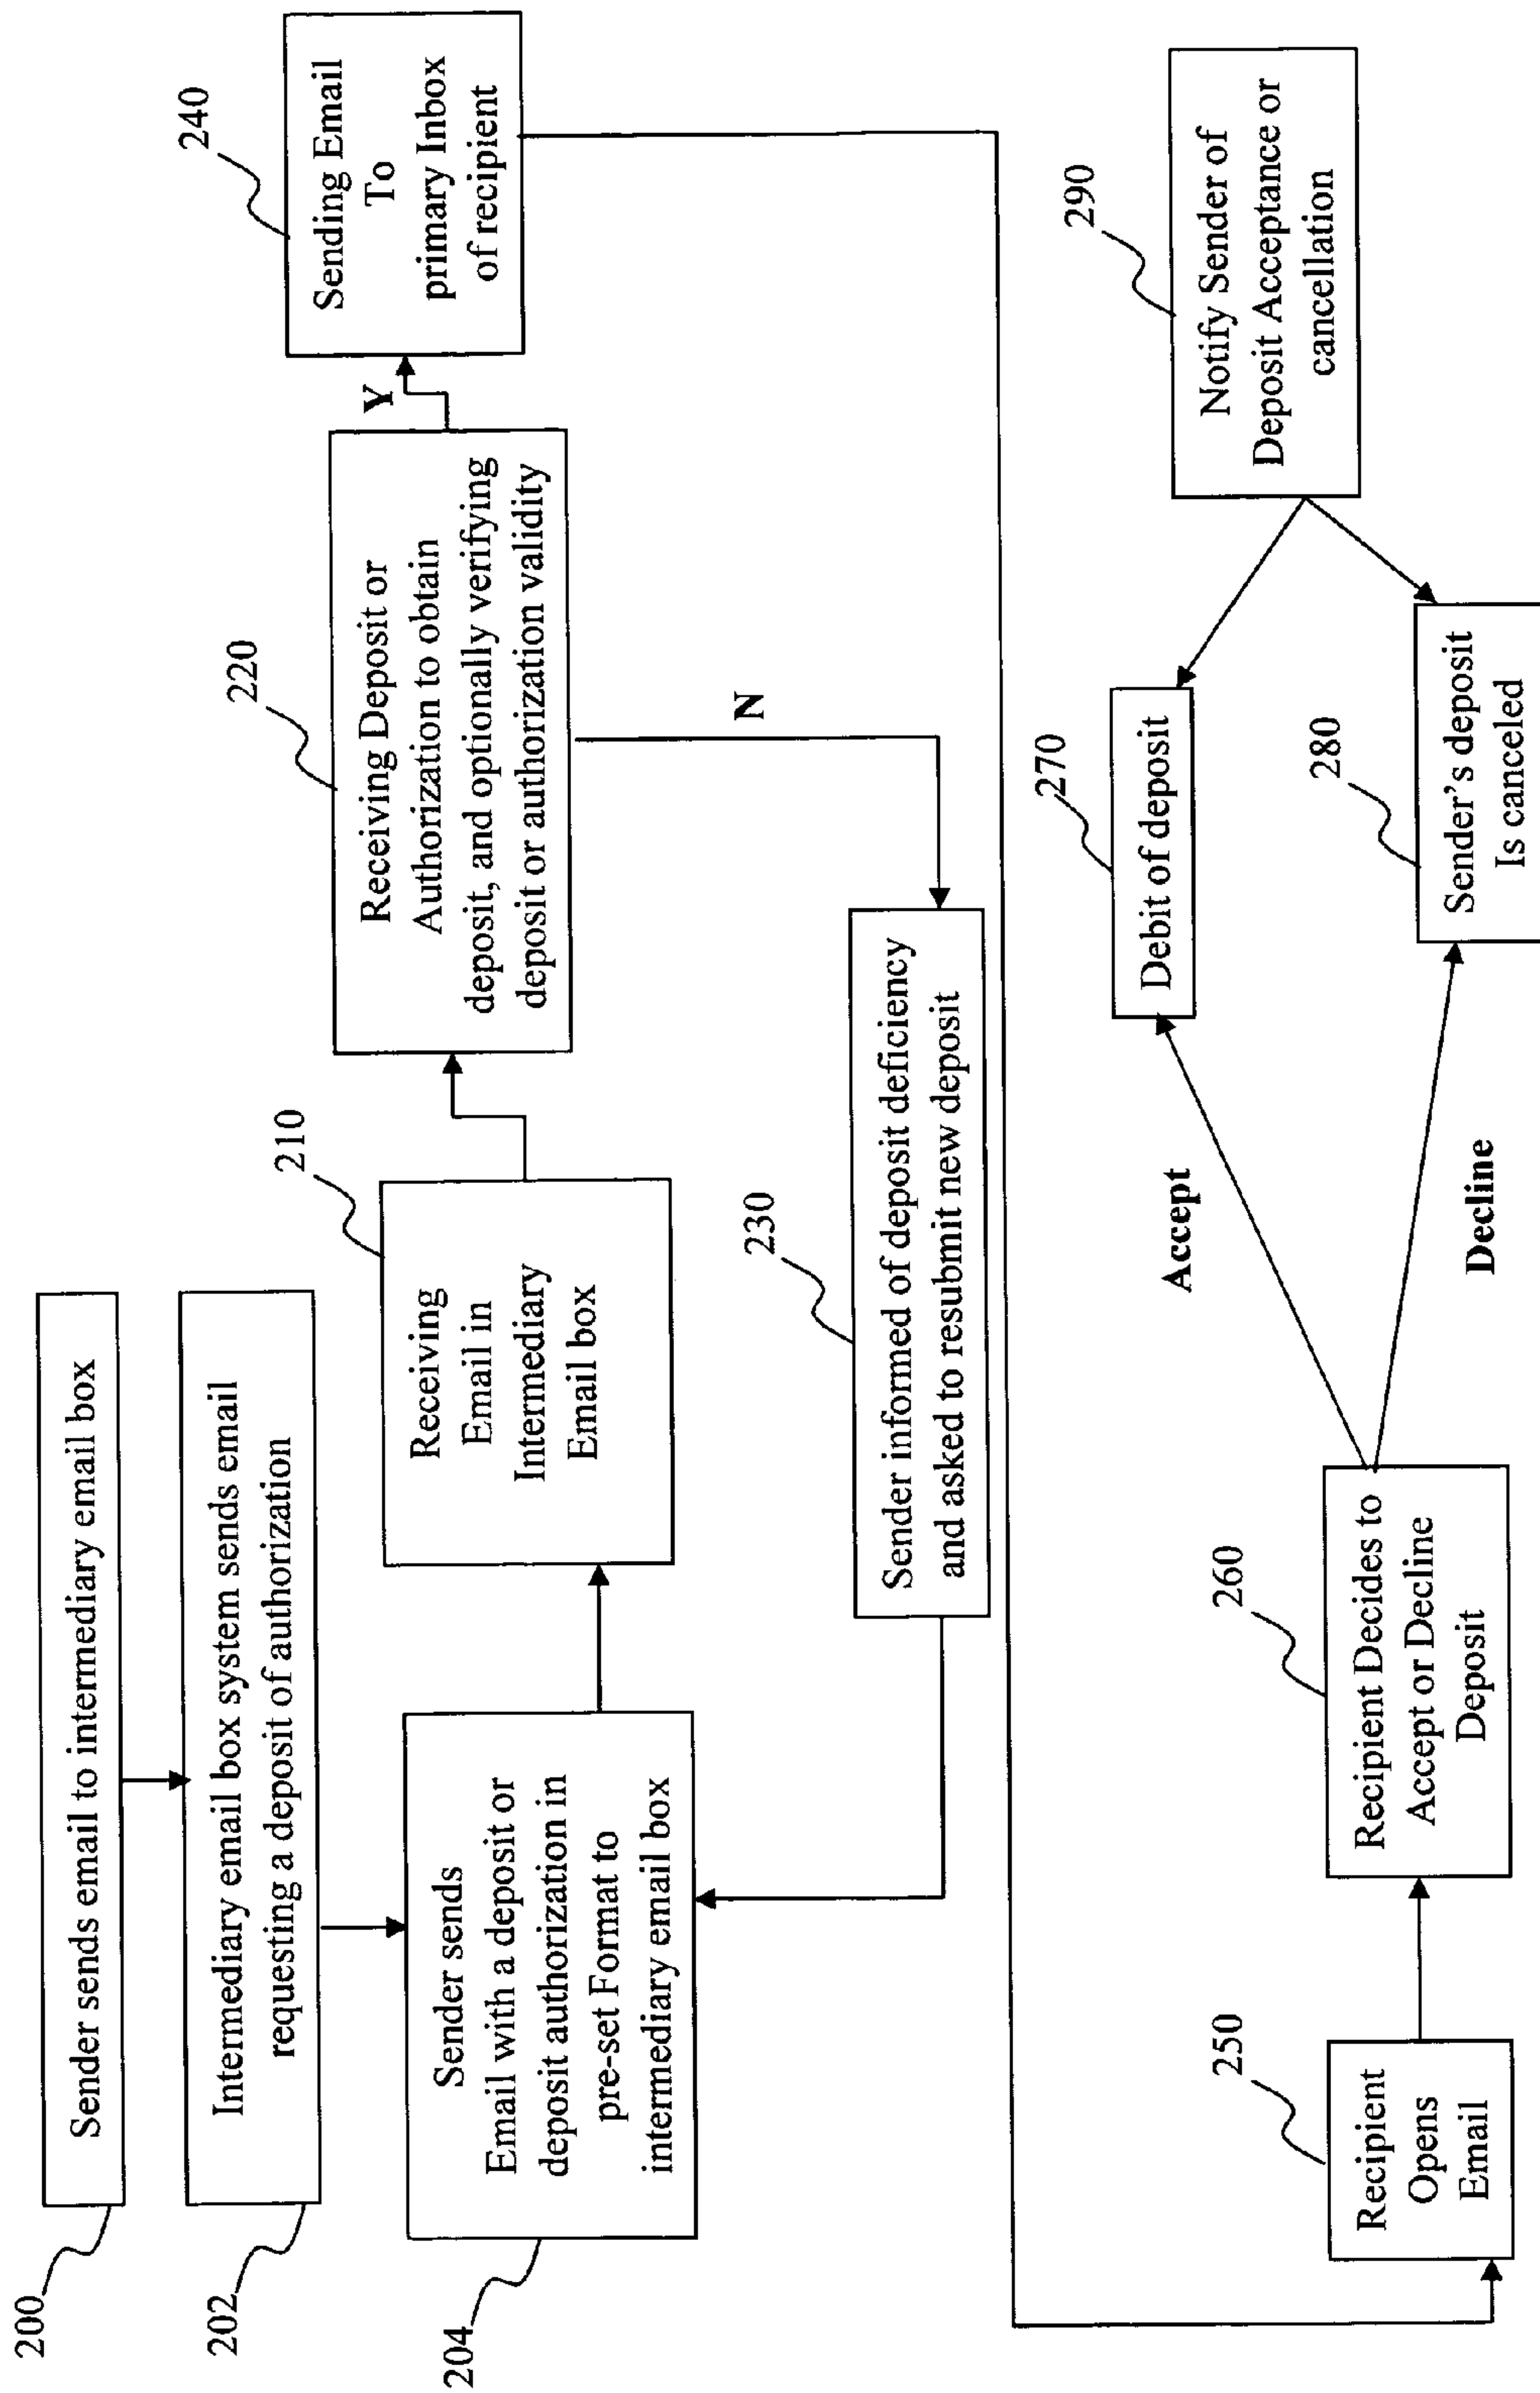 200
Sender sends email to intermediary email box
202
Intermediary email box system sends email
requesting a deposit of authorization
204
Sender sends
Email with a deposit or
deposit authorization in
pre-set Format to
intermediary email box
210
Receiving
Email in
Intermediary
Email box
220
Receiving Deposit or
Authorization to obtain
deposit, and optionally verifying
deposit or authorization validity
Y
N
240
Sending Email
To
primary Inbox
of recipient
230
Sender informed of deposit deficiency
and asked to resubmit new deposit
250
Recipient
Opens
Email
260
Recipient Decides to
Accept or Decline
Deposit
Accept
Decline
270
Debit of deposit
280
Sender's deposit
Is canceled
290
Notify Sender of
Deposit Acceptance or
cancellation